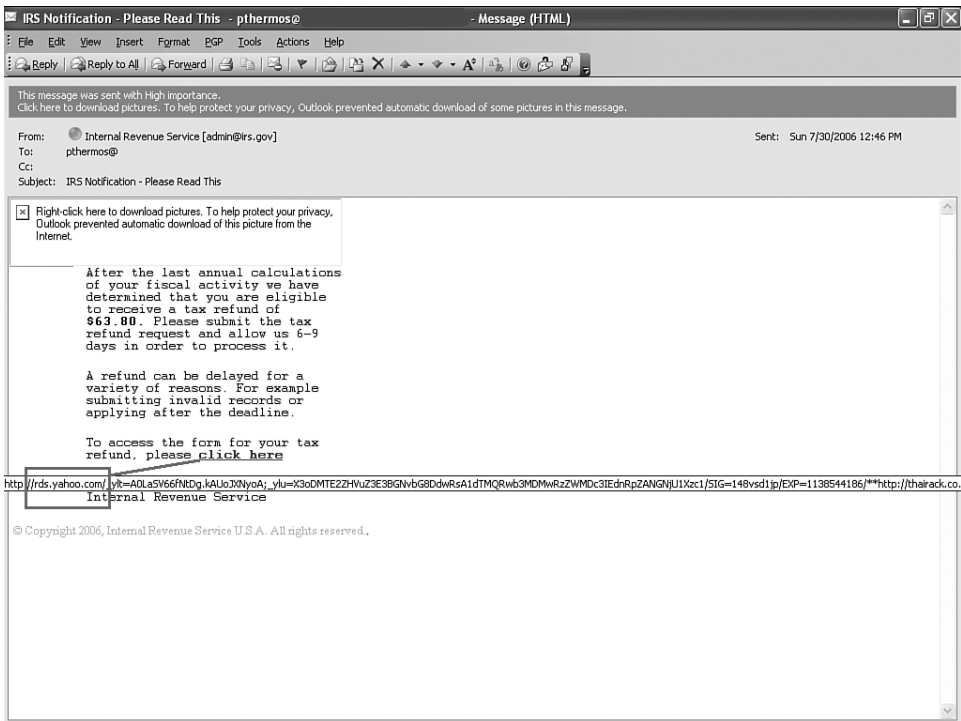 IRS Notification - Please Read This - pthermos@ - Message (HTML)
File Edit View Insert Format PGP Tools Actions Help
Reply Reply to All Forward
This message was sent with High importance.
Click here to download pictures. To help protect your privacy, Outlook prevented automatic download of some pictures in this message.
From: Internal Revenue Service [admin@irs.gov] Sent: Sun 7/30/2006 12:46 PM
To: pthermos@
Cc:
Subject: IRS Notification - Please Read This
Right-click here to download pictures. To help protect your privacy,
Outlook prevented automatic download of this picture from the
Internet.
After the last annual calculations
of your fiscal activity we have
determined that you are eligible
to receive a tax refund of
$63.80. Please submit the tax
refund request and allow us 6-9
days in order to process it.
A refund can be delayed for a
variety of reasons. For example
submitting invalid records or
applying after the deadline.
To access the form for your tax
refund, please click here
http://rds.yahoo.com/_ylt=A0LaSV66fNtDg.kAUoJXNyoA;_ylu=X3oDMTE2ZHVuZ3E3BGNvbG8DdwRsA1dTMQRwb3MDMwRzZWMDc3IEdnRpZANGNjU1Xzc1/SIG=148vsd1jp/EXP=1138544186/**http://thairack.co.
Internal Revenue Service
© Copyright 2006, Internal Revenue Service U.S.A. All rights reserved..